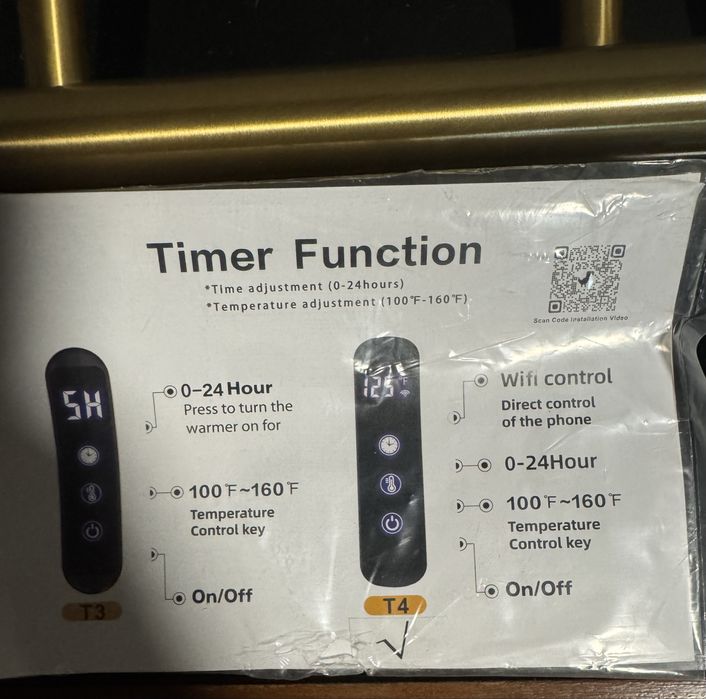 Timer Function
*Time adjustment (0-24hours)
*Temperature adjustment (100℉-160℉)
Scan Code Installation Video
5H
0-24 Hour
Press to turn the
warmer on for
100℉~160℉
Temperature
Control key
On/Off
T3
125℉
Wifi control
Direct control
of the phone
0-24Hour
100℉~160℉
Temperature
Control key
On/Off
T4